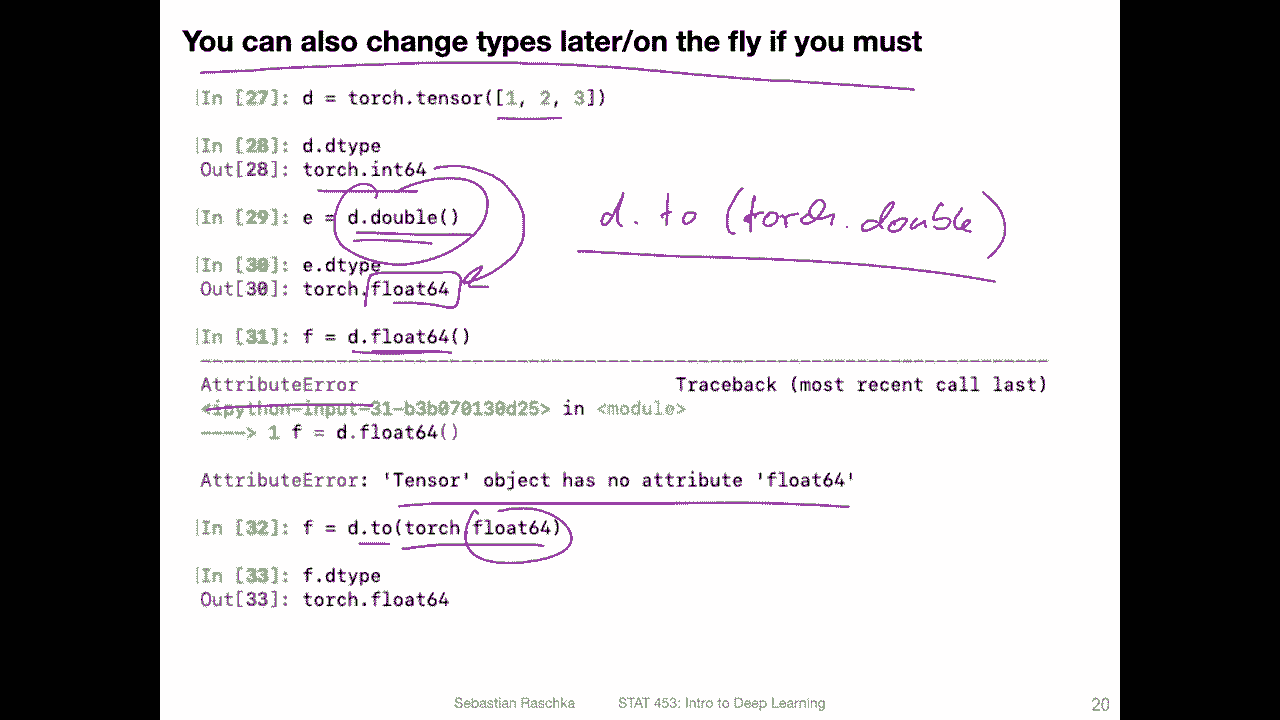 You can also change types later/on the fly if you must
In [27]: d = torch.tensor([1, 2, 3])
In [28]: d.dtype
Out[28]: torch.int64
In [29]: e = d.double()
d. to (torch. double)
In [30]: e.dtype
Out[30]: torch.float64
In [31]: f = d.float64()
AttributeError Traceback (most recent call last)
<ipython-input-31-b3b070130d25> in <module>
----> 1 f = d.float64()
AttributeError: 'Tensor' object has no attribute 'float64'
In [32]: f = d.to(torch.float64)
In [33]: f.dtype
Out[33]: torch.float64
Sebastian Raschka STAT 453: Intro to Deep Learning 20